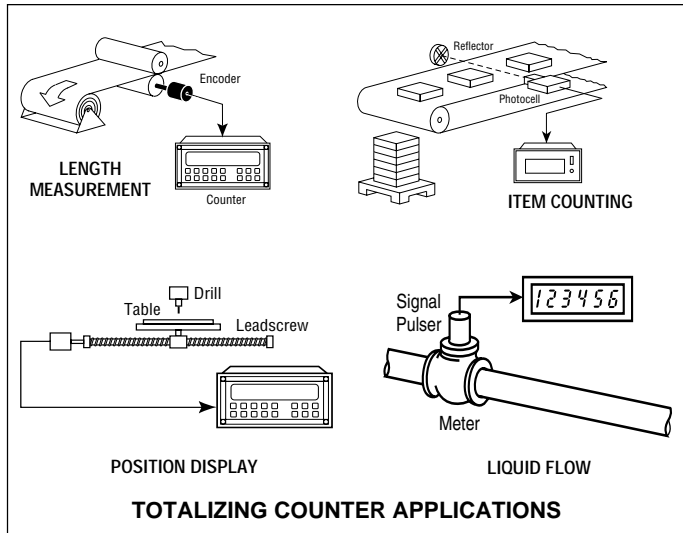 Encoder
LENGTH
MEASUREMENT
Counter
Reflector
Photocell
ITEM COUNTING
Drill
Table
Leadscrew
POSITION DISPLAY
Signal
Pulser
123456
Meter
LIQUID FLOW
TOTALIZING COUNTER APPLICATIONS